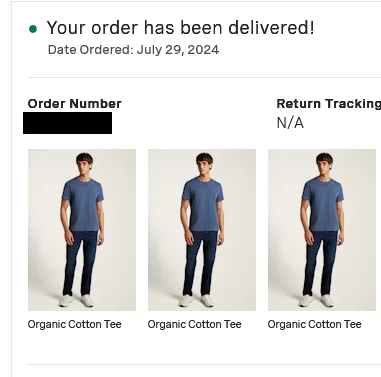 Your order has been delivered!
Date Ordered: July 29, 2024
Order Number
Return Tracking
N/A
Organic Cotton Tee
Organic Cotton Tee
Organic Cotton Tee